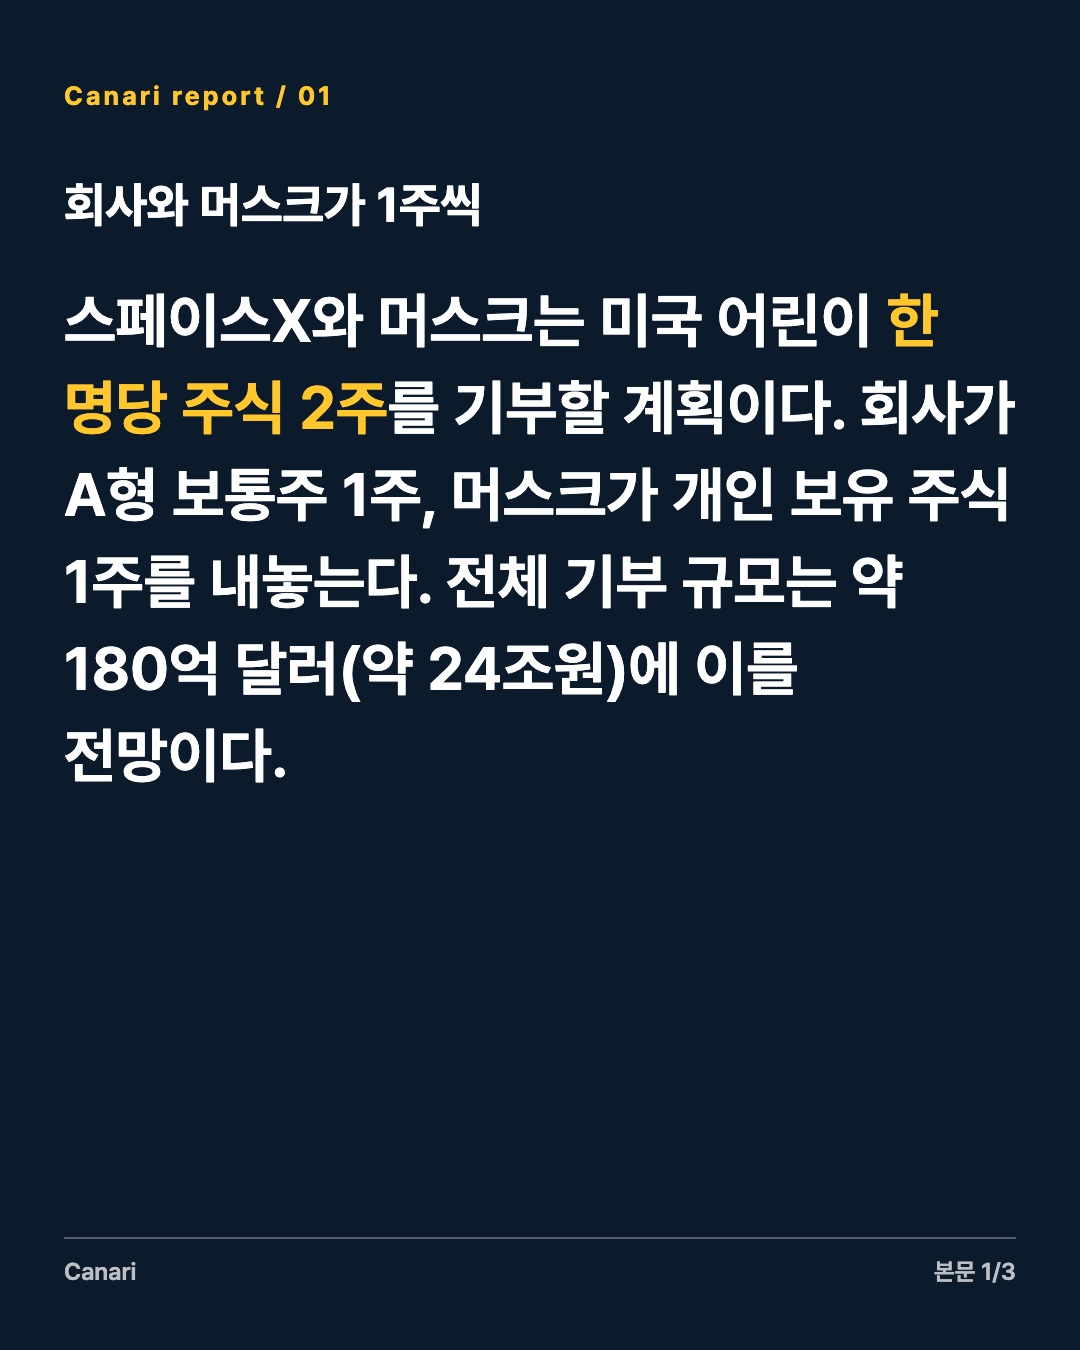 Canari report / 01
회사와 머스크가 1주씩
스페이스X와 머스크는 미국 어린이 한
명당 주식 2주를 기부할 계획이다. 회사가
A형 보통주 1주, 머스크가 개인 보유 주식
1주를 내놓는다. 전체 기부 규모는 약
180억 달러(약 24조원)에 이를
전망이다.
Canari
본문 1/3